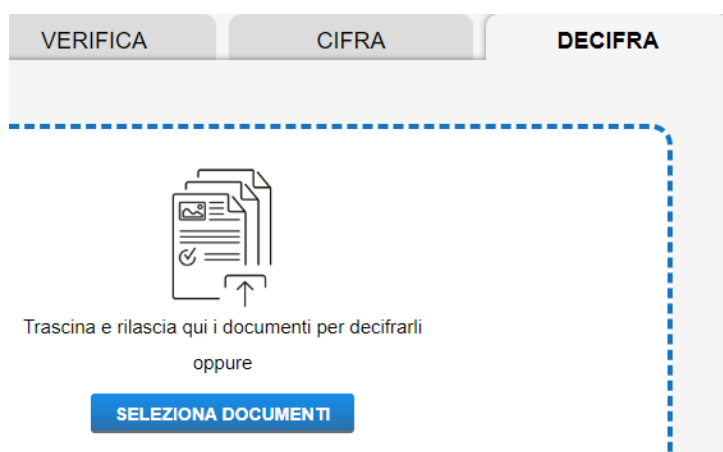 VERIFICA CIFRA DECIFRA
Trascina e rilascia qui i documenti per decifrarli
oppure
SELEZIONA DOCUMENTI